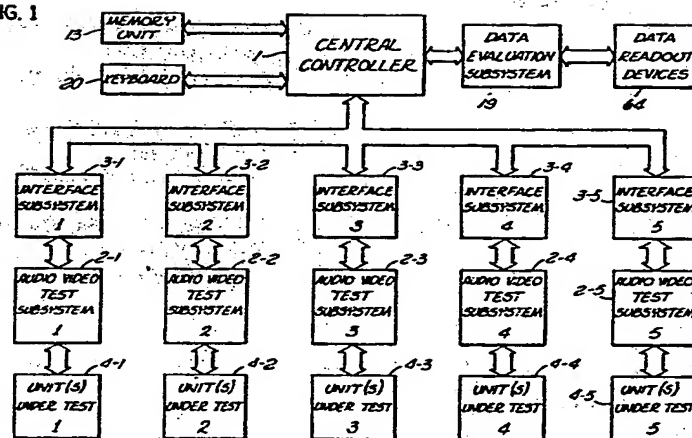 FIG. 1
13
MEMORY
UNIT
20
KEYBOARD
1
CENTRAL
CONTROLLER
DATA
EVALUATION
SUBSYSTEM
19
DATA
READOUT
DEVICES
64
3-1
INTERFACE
SUBSYSTEM
1
3-2
INTERFACE
SUBSYSTEM
2
3-3
INTERFACE
SUBSYSTEM
3
3-4
INTERFACE
SUBSYSTEM
4
3-5
INTERFACE
SUBSYSTEM
5
2-1
AUDIO VIDEO
TEST
SUBSYSTEM
1
2-2
AUDIO VIDEO
TEST
SUBSYSTEM
2
2-3
AUDIO VIDEO
TEST
SUBSYSTEM
3
2-4
AUDIO VIDEO
TEST
SUBSYSTEM
4
2-5
AUDIO VIDEO
TEST
SUBSYSTEM
5
4-1
UNIT(S)
UNDER TEST
1
4-2
UNIT(S)
UNDER TEST
2
4-3
UNIT(S)
UNDER TEST
3
4-4
UNIT(S)
UNDER TEST
4
4-5
UNIT(S)
UNDER TEST
5